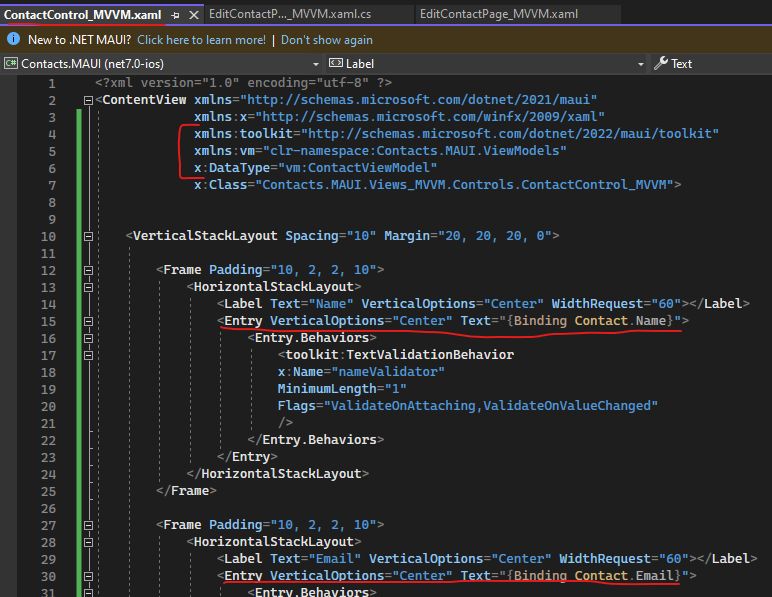 ContactControl_MVVM.xaml EditContactP..._MVVM.xaml.cs EditContactPage_MVVM.xaml
New to .NET MAUI? Click here to learn more! | Don't show again
C# Contacts.MAUI (net7.0-ios) Label Text
1 <?xml version="1.0" encoding="utf-8" ?>
2 <ContentView xmlns="http://schemas.microsoft.com/dotnet/2021/maui"
3 xmlns:x="http://schemas.microsoft.com/winfx/2009/xaml"
4 xmlns:toolkit="http://schemas.microsoft.com/dotnet/2022/maui/toolkit"
5 xmlns:vm="clr-namespace:Contacts.MAUI.ViewModels"
6 x:DataType="vm:ContactViewModel"
7 x:Class="Contacts.MAUI.Views_MVVM.Controls.ContactControl_MVVM">
8
9
10 <VerticalStackLayout Spacing="10" Margin="20, 20, 20, 0">
11
12 <Frame Padding="10, 2, 2, 10">
13 <HorizontalStackLayout>
14 <Label Text="Name" VerticalOptions="Center" WidthRequest="60"></Label>
15 <Entry VerticalOptions="Center" Text="{Binding Contact.Name}">
16 <Entry.Behaviors>
17 <toolkit:TextValidationBehavior
18 x:Name="nameValidator"
19 MinimumLength="1"
20 Flags="ValidateOnAttaching,ValidateOnValueChanged"
21 />
22 </Entry.Behaviors>
23 </Entry>
24 </HorizontalStackLayout>
25 </Frame>
26
27 <Frame Padding="10, 2, 2, 10">
28 <HorizontalStackLayout>
29 <Label Text="Email" VerticalOptions="Center" WidthRequest="60"></Label>
30 <Entry VerticalOptions="Center" Text="{Binding Contact.Email}">
31 <Entry.Behaviors>